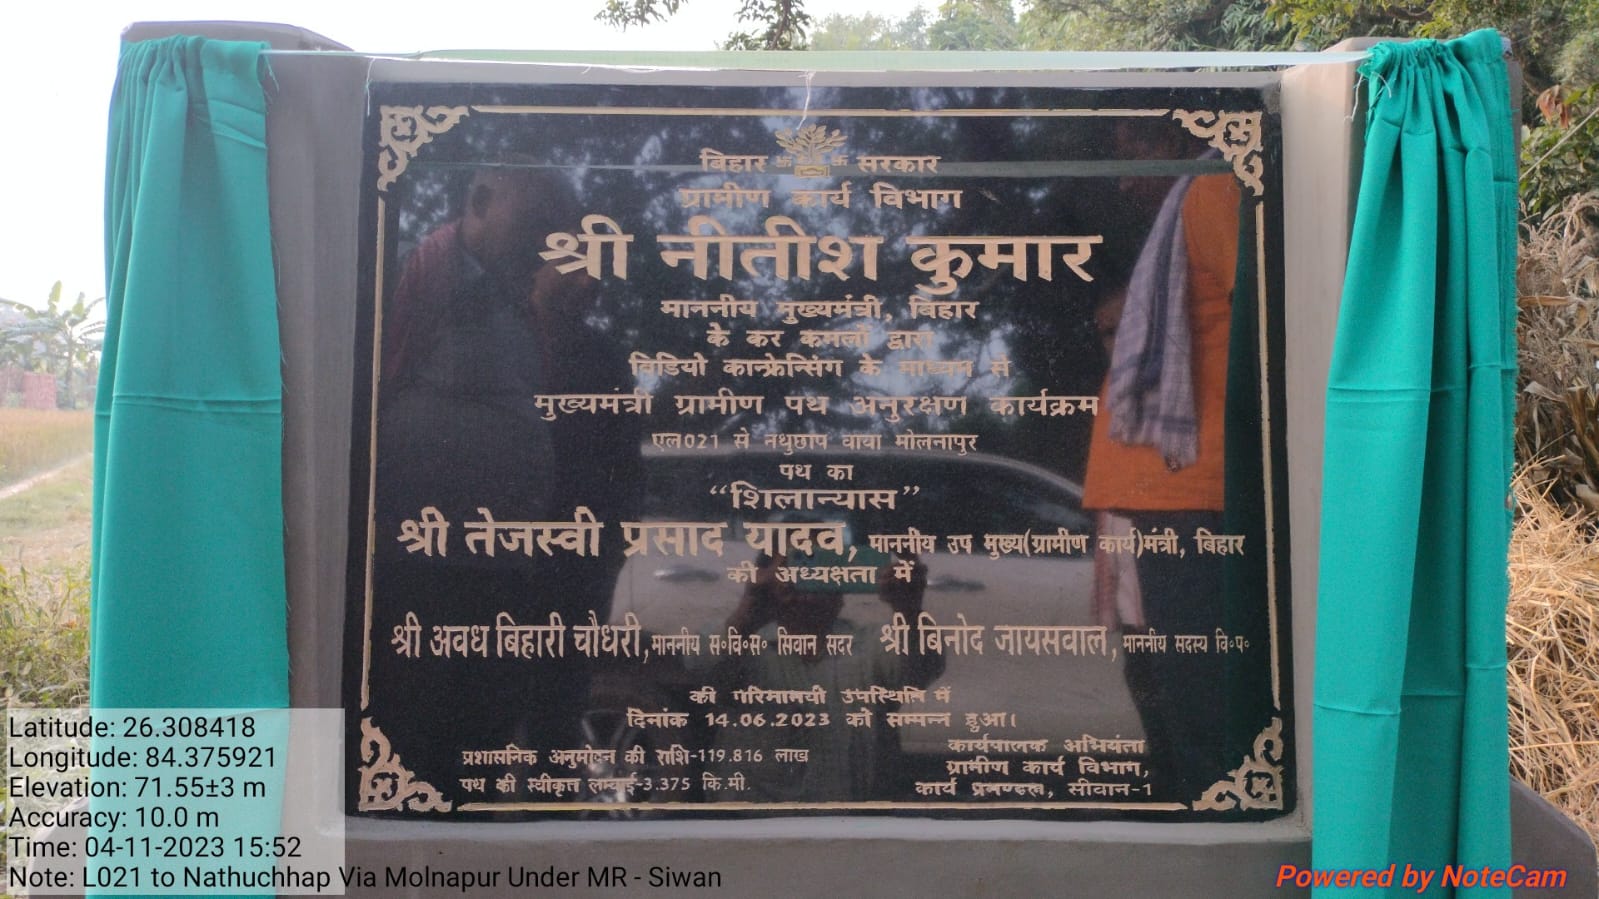 बिहार सरकार
ग्रामीण कार्य विभाग
श्री नीतीश कुमार
माननीय मुख्यमंत्री, बिहार
के कर कमलों द्वारा
विडियो कान्फ्रेन्सिंग के माध्यम से
मुख्यमंत्री ग्रामीण पथ अनुरक्षण कार्यक्रम
एल021 से नथुछाप वाया मोलनापुर
पथ का
“शिलान्यास”
श्री तेजस्वी प्रसाद यादव, माननीय उप मुख्य(ग्रामीण कार्य)मंत्री, बिहार
की अध्यक्षता में
श्री अवध बिहारी चौधरी, माननीय स॰वि॰स॰ सिवान सदर श्री बिनोद जायसवाल, माननीय सदस्य वि॰प॰
की गरिमामयी उपस्थिति में
दिनांक 14.06.2023 को सम्पन्न हुआ।
प्रशासनिक अनुमोदन की राशि-119.816 लाख
पथ की स्वीकृत लम्बाई-3.375 कि.मी.
कार्यपालक अभियंता
ग्रामीण कार्य विभाग,
कार्य प्रमण्डल, सीवान-1
Latitude: 26.308418
Longitude: 84.375921
Elevation: 71.55±3 m
Accuracy: 10.0 m
Time: 04-11-2023 15:52
Note: L021 to Nathuchhap Via Molnapur Under MR - Siwan
Powered by NoteCam